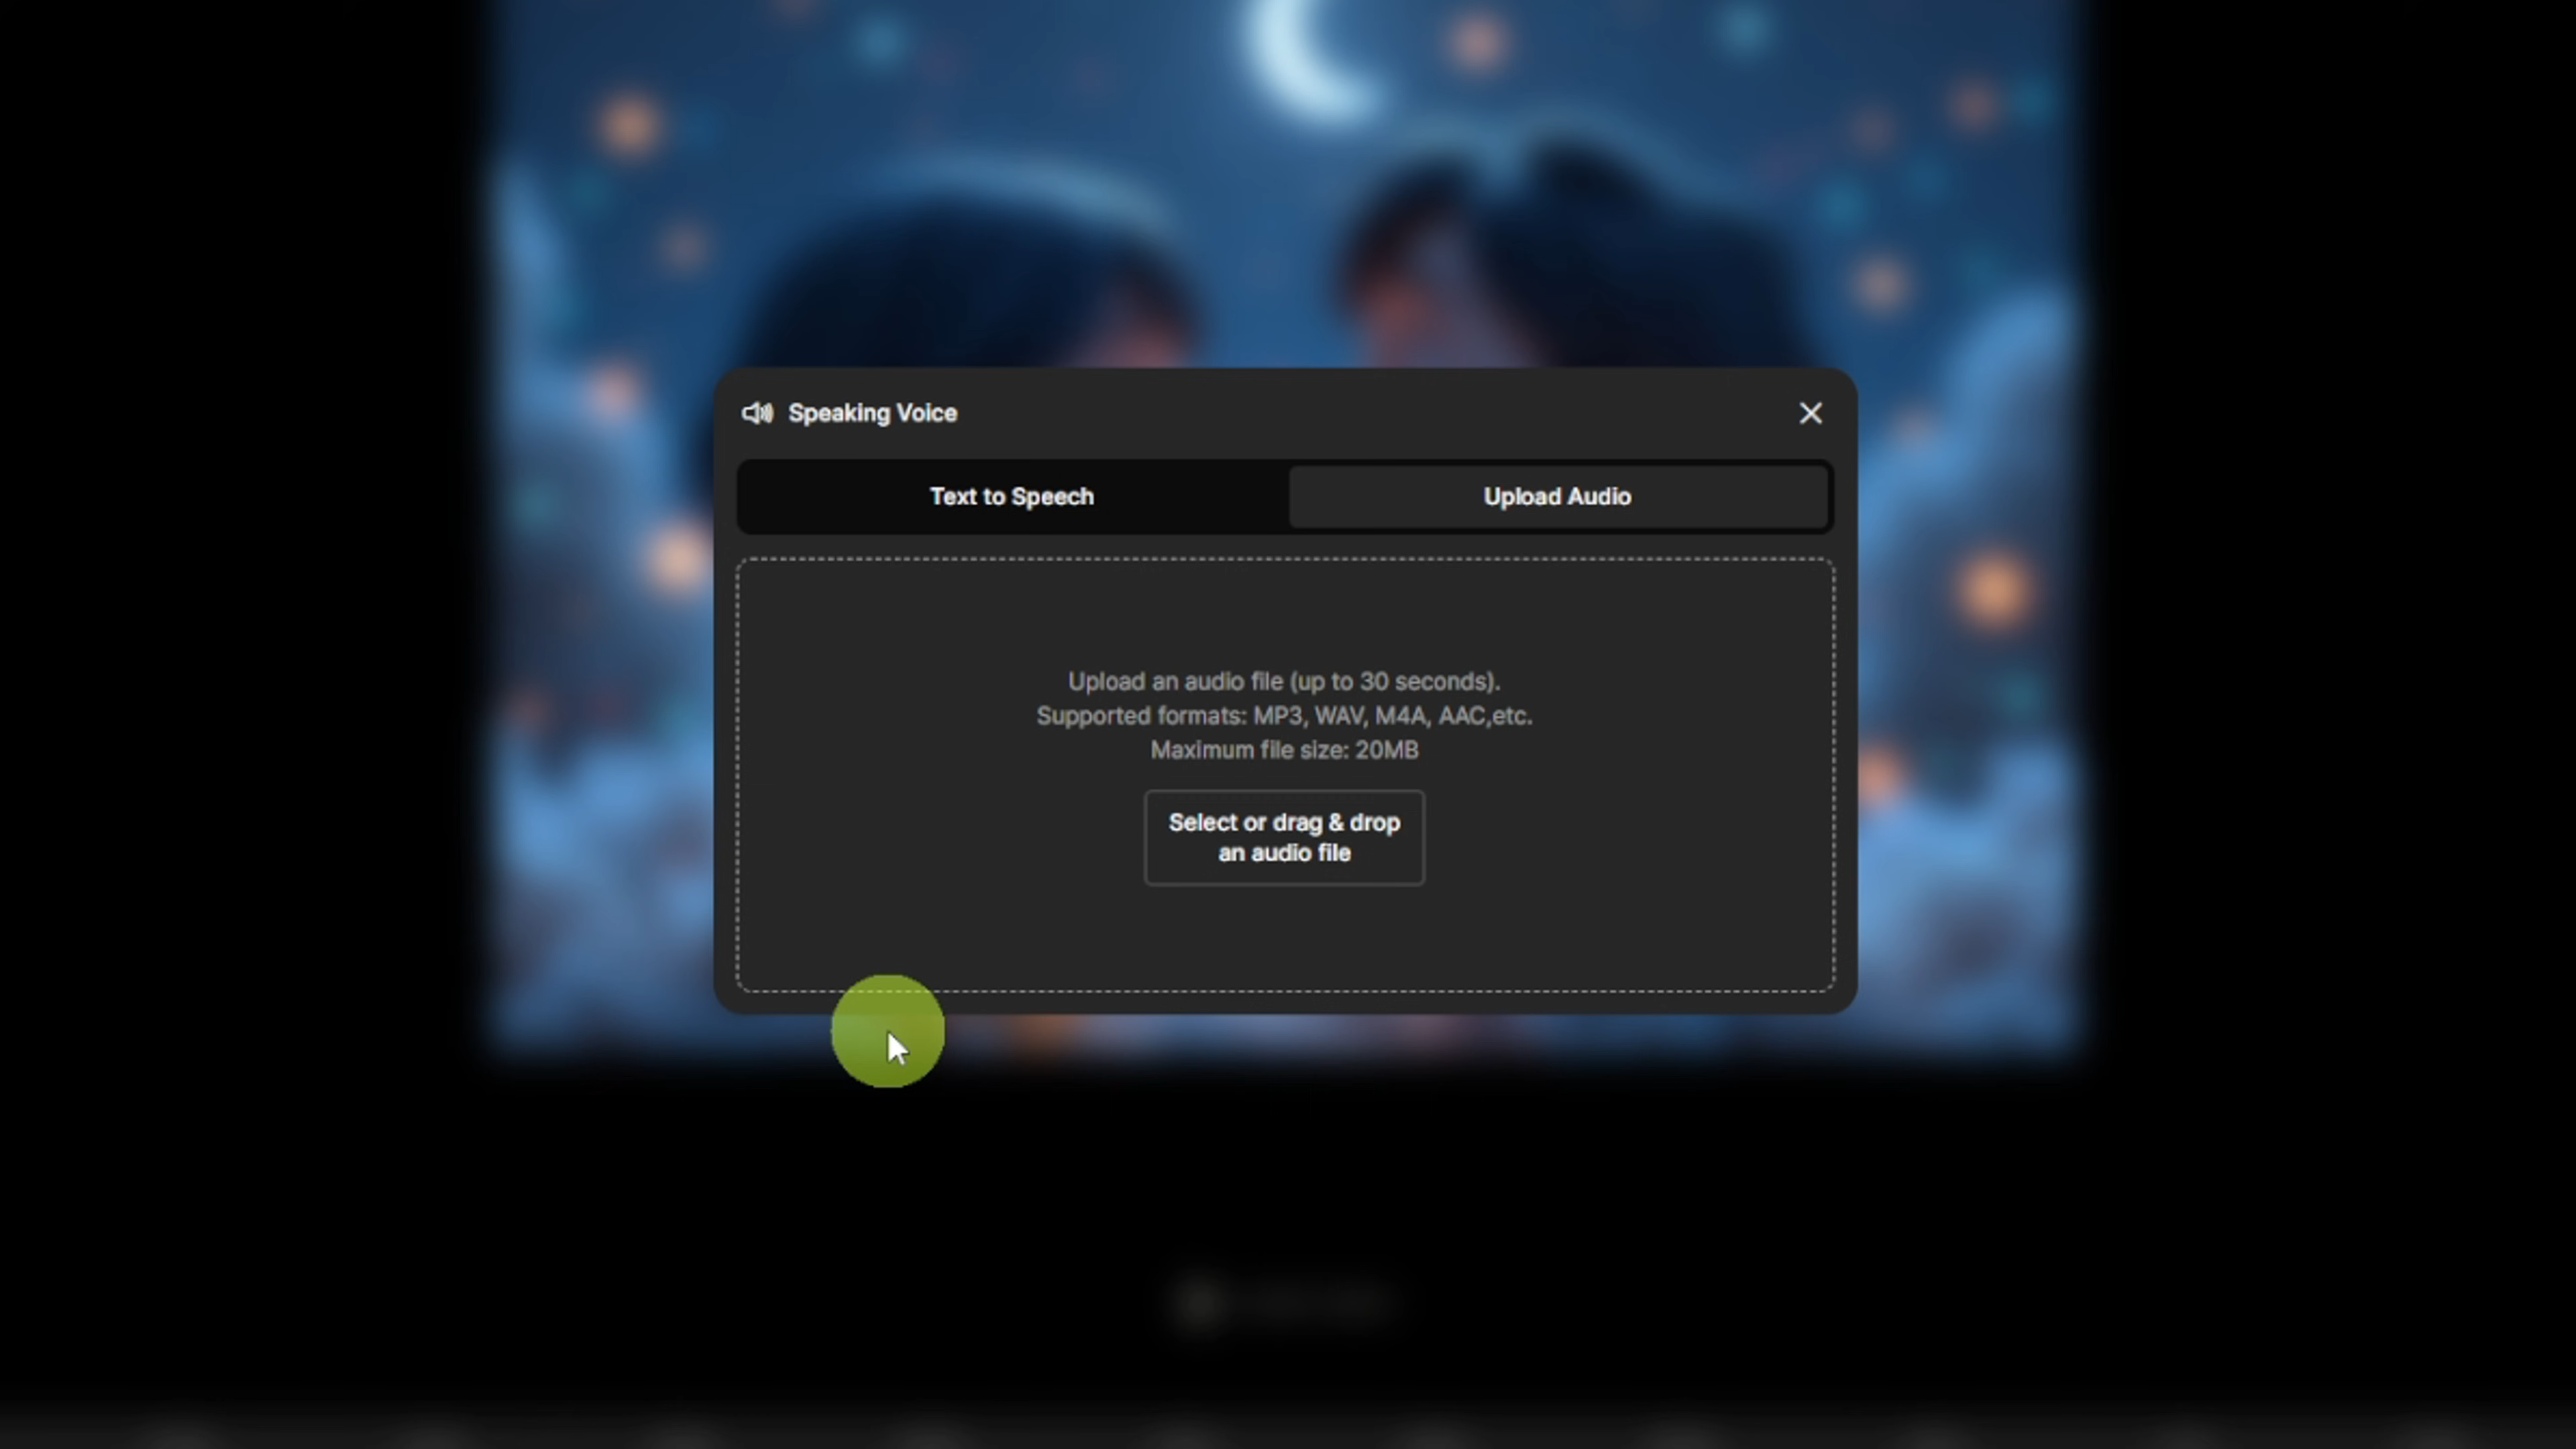 Speaking Voice
Text to Speech
Upload Audio
Upload an audio file (up to 30 seconds).
Supported formats: MP3, WAV, M4A, AAC,etc.
Maximum file size: 20MB
Select or drag & drop
an audio file